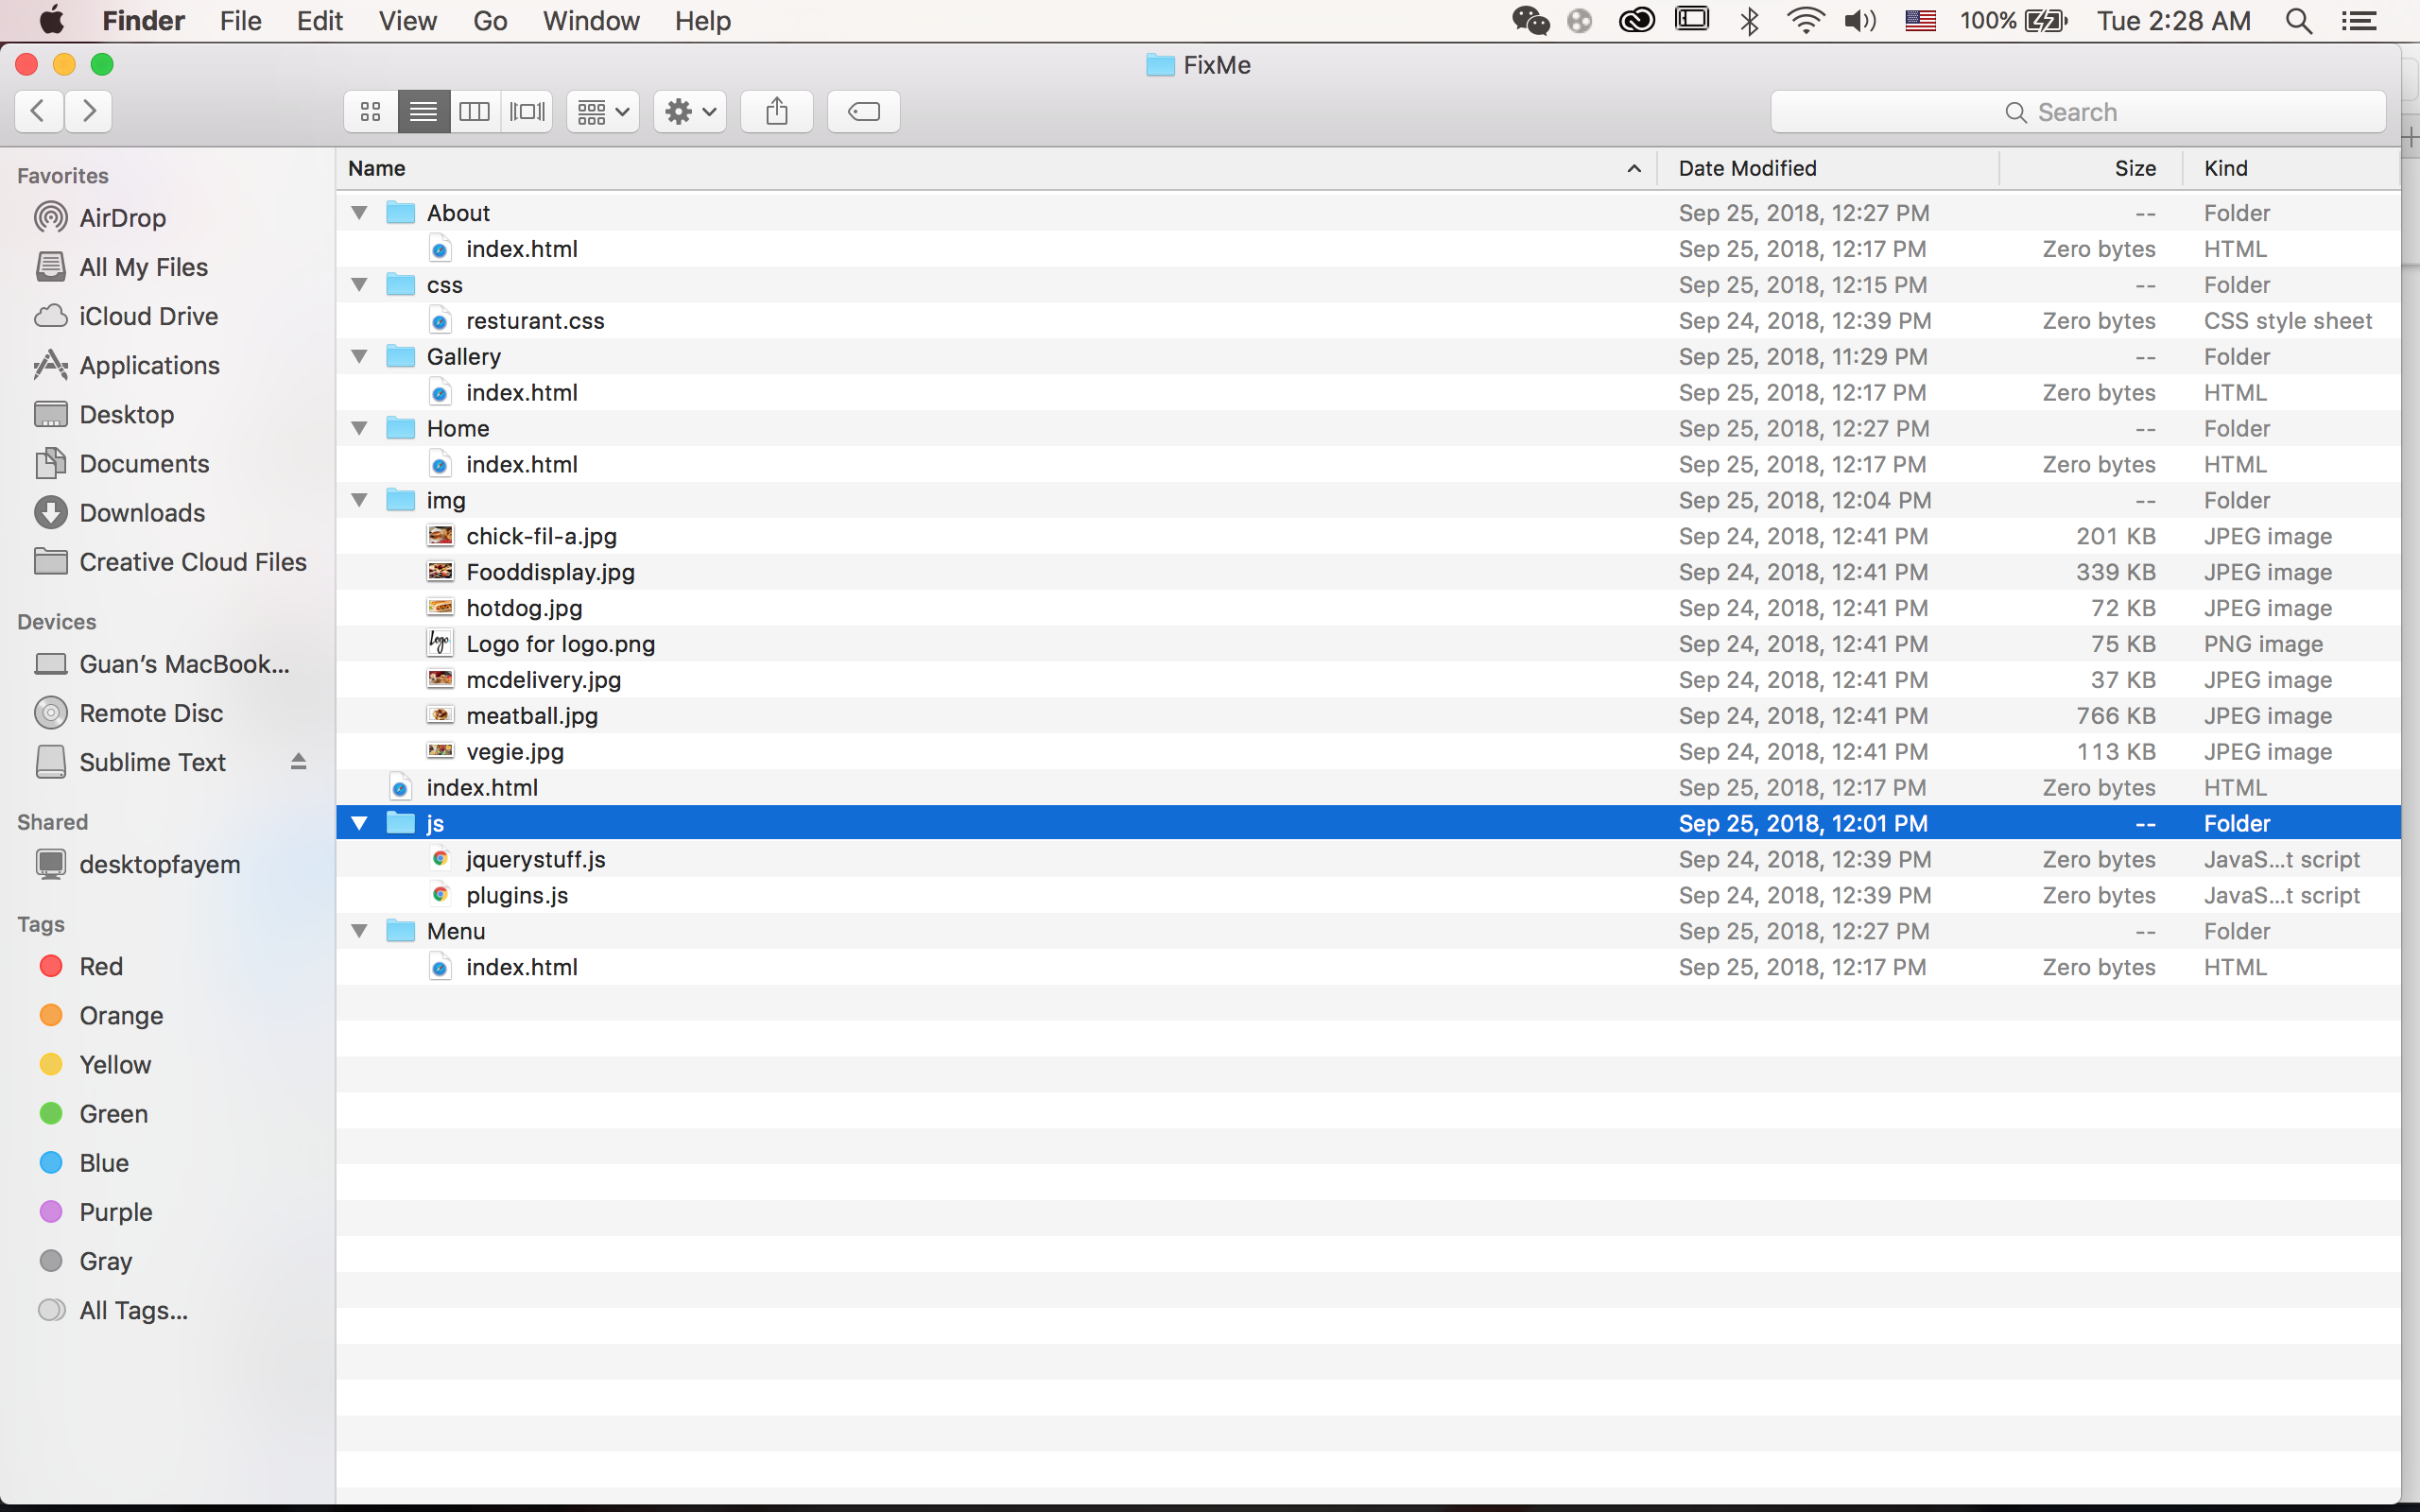 Finder File Edit View Go Window Help 100% Tue 2:28 AM
FixMe
Search
Favorites
AirDrop
All My Files
iCloud Drive
Applications
Desktop
Documents
Downloads
Creative Cloud Files
Devices
Guan's MacBook...
Remote Disc
Sublime Text
Shared
desktopfayem
Tags
Red
Orange
Yellow
Green
Blue
Purple
Gray
All Tags...
Name Date Modified Size Kind
About Sep 25, 2018, 12:27 PM -- Folder
index.html Sep 25, 2018, 12:17 PM Zero bytes HTML
css Sep 25, 2018, 12:15 PM -- Folder
resturant.css Sep 24, 2018, 12:39 PM Zero bytes CSS style sheet
Gallery Sep 25, 2018, 11:29 PM -- Folder
index.html Sep 25, 2018, 12:17 PM Zero bytes HTML
Home Sep 25, 2018, 12:27 PM -- Folder
index.html Sep 25, 2018, 12:17 PM Zero bytes HTML
img Sep 25, 2018, 12:04 PM -- Folder
chick-fil-a.jpg Sep 24, 2018, 12:41 PM 201 KB JPEG image
Fooddisplay.jpg Sep 24, 2018, 12:41 PM 339 KB JPEG image
hotdog.jpg Sep 24, 2018, 12:41 PM 72 KB JPEG image
Logo for logo.png Sep 24, 2018, 12:41 PM 75 KB PNG image
mcdelivery.jpg Sep 24, 2018, 12:41 PM 37 KB JPEG image
meatball.jpg Sep 24, 2018, 12:41 PM 766 KB JPEG image
vegie.jpg Sep 24, 2018, 12:41 PM 113 KB JPEG image
index.html Sep 25, 2018, 12:17 PM Zero bytes HTML
js Sep 25, 2018, 12:01 PM -- Folder
jquerystuff.js Sep 24, 2018, 12:39 PM Zero bytes JavaS...t script
plugins.js Sep 24, 2018, 12:39 PM Zero bytes JavaS...t script
Menu Sep 25, 2018, 12:27 PM -- Folder
index.html Sep 25, 2018, 12:17 PM Zero bytes HTML